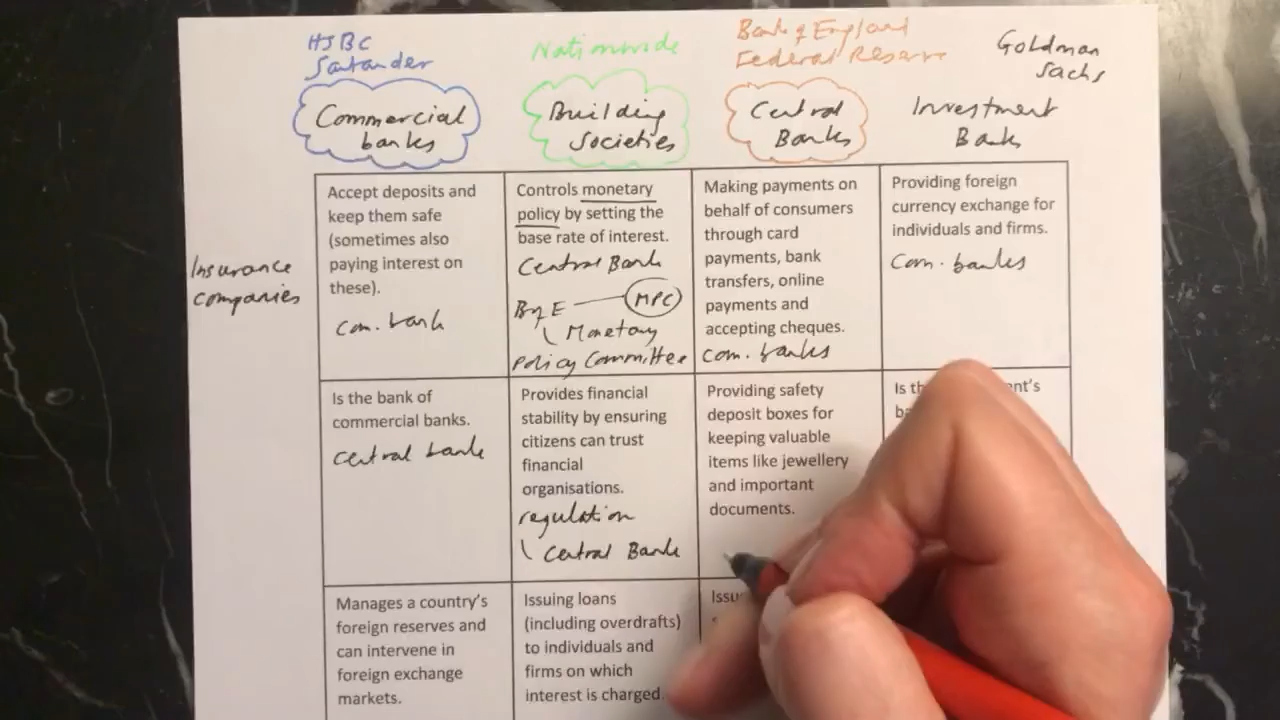 HSBC
Santander
Nationwide
Bank of England
Federal Reserve
Goldman
Sachs
Commercial
banks
Building
Societies
Central
Banks
Investment
Bank
Insurance
companies
Accept deposits and
keep them safe
(sometimes also
paying interest on
these).
com. bank
Controls monetary
policy by setting the
base rate of interest.
Central Bank
BofE MPC
Monetary
Policy Committee
Making payments on
behalf of consumers
through card
payments, bank
transfers, online
payments and
accepting cheques.
com. banks
Providing foreign
currency exchange for
individuals and firms.
com. banks
Is the bank of
commercial banks.
central bank
Provides financial
stability by ensuring
citizens can trust
financial
organisations.
regulation
Central Bank
Providing safety
deposit boxes for
keeping valuable
items like jewellery
and important
documents.
Is
Manages a country's
foreign reserves and
can intervene in
foreign exchange
markets.
Issuing loans
(including overdrafts)
to individuals and
firms on which
interest is charged.